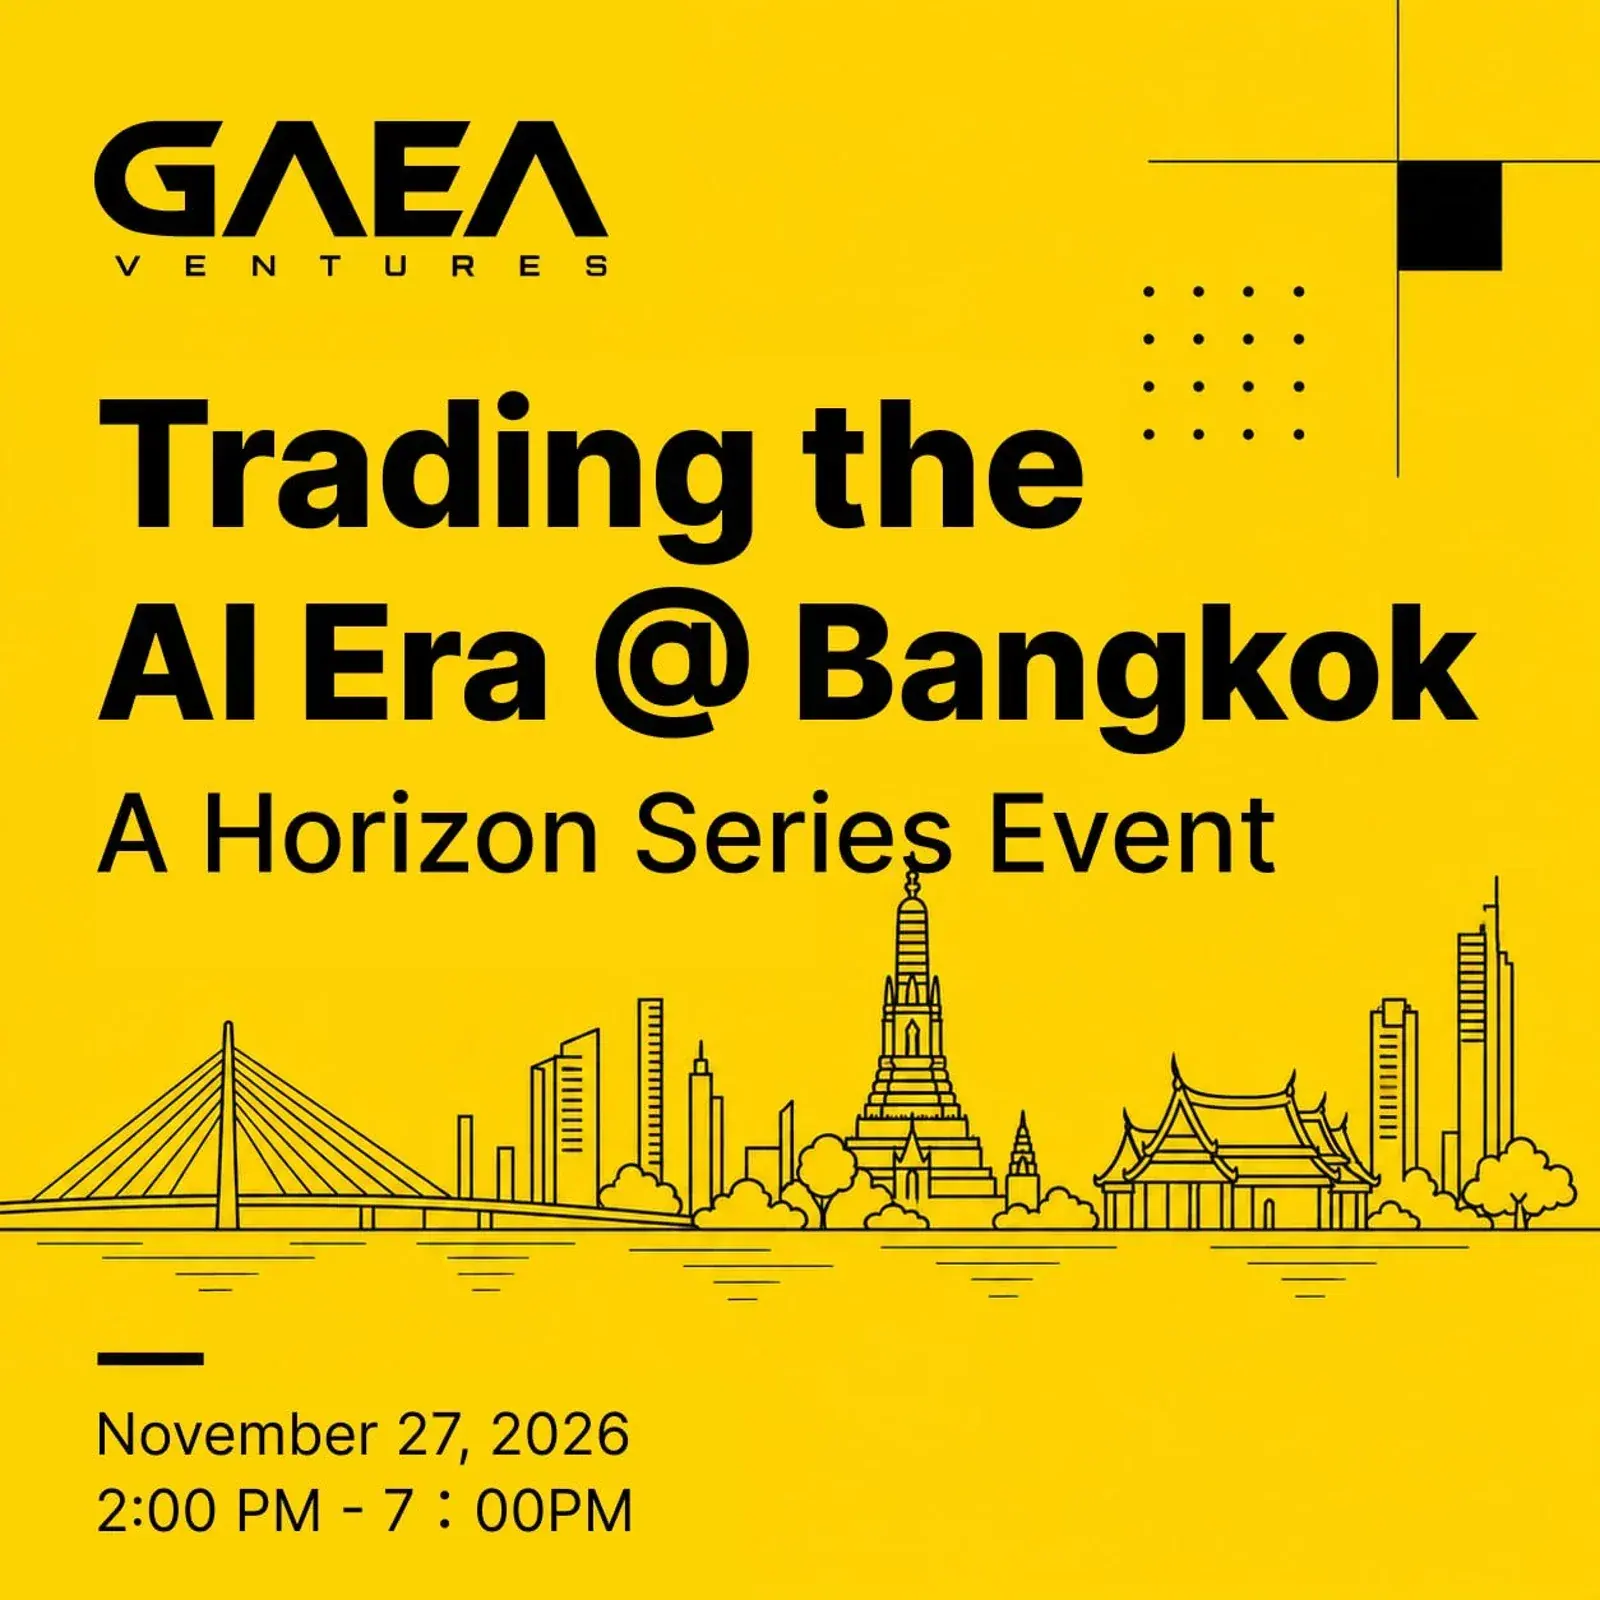 GAEA
VENTURES
Trading the
AI Era @ Bangkok
A Horizon Series Event
November 27, 2026
2:00 PM - 7：00PM